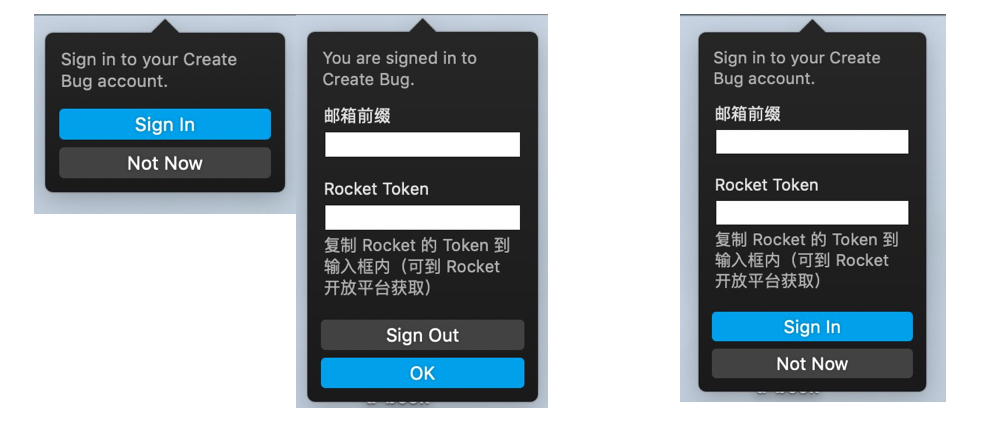 Sign in to your Create
Bug account.
Sign In
Not Now
You are signed in to
Create Bug.
邮箱前缀
Rocket Token
复制 Rocket 的 Token 到
输入框内（可到 Rocket
开放平台获取）
Sign Out
OK
Sign in to your Create
Bug account.
邮箱前缀
Rocket Token
复制 Rocket 的 Token 到
输入框内（可到 Rocket
开放平台获取）
Sign In
Not Now